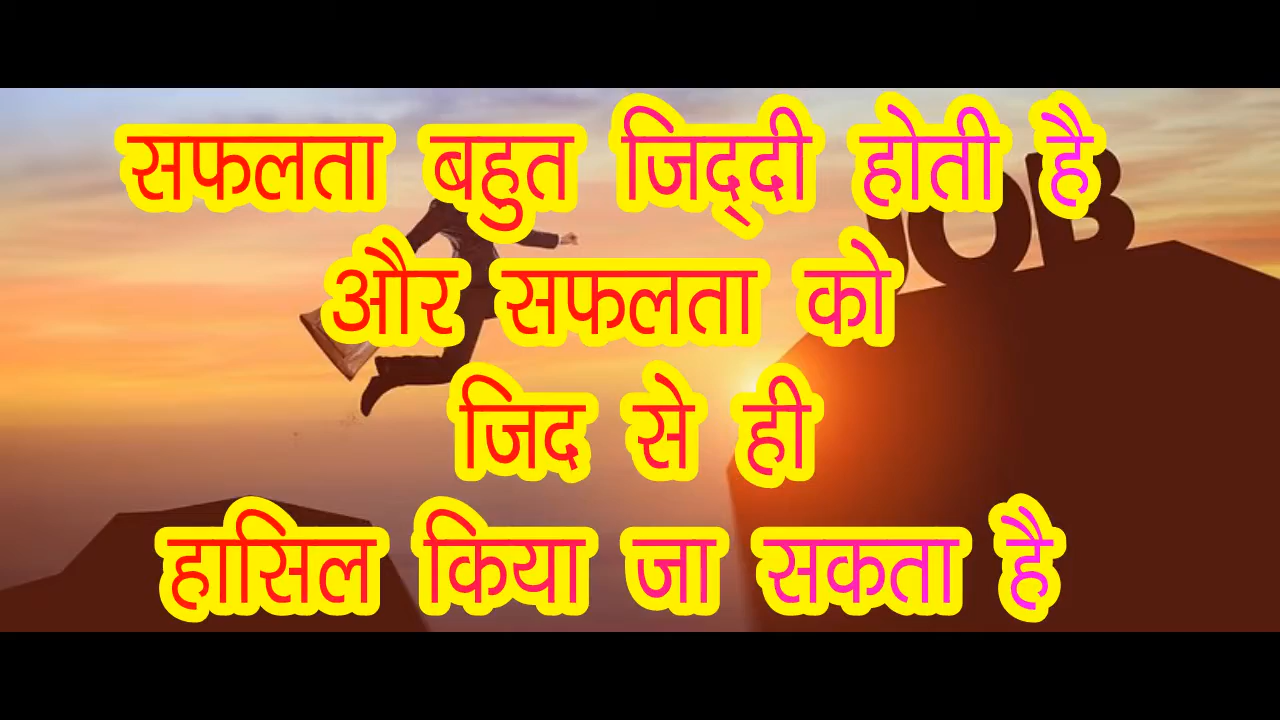 सफलता बहुत जिद्‌दी होती है
JOB
और सफलता को
जिद से ही
हासिल किया जा सकता है